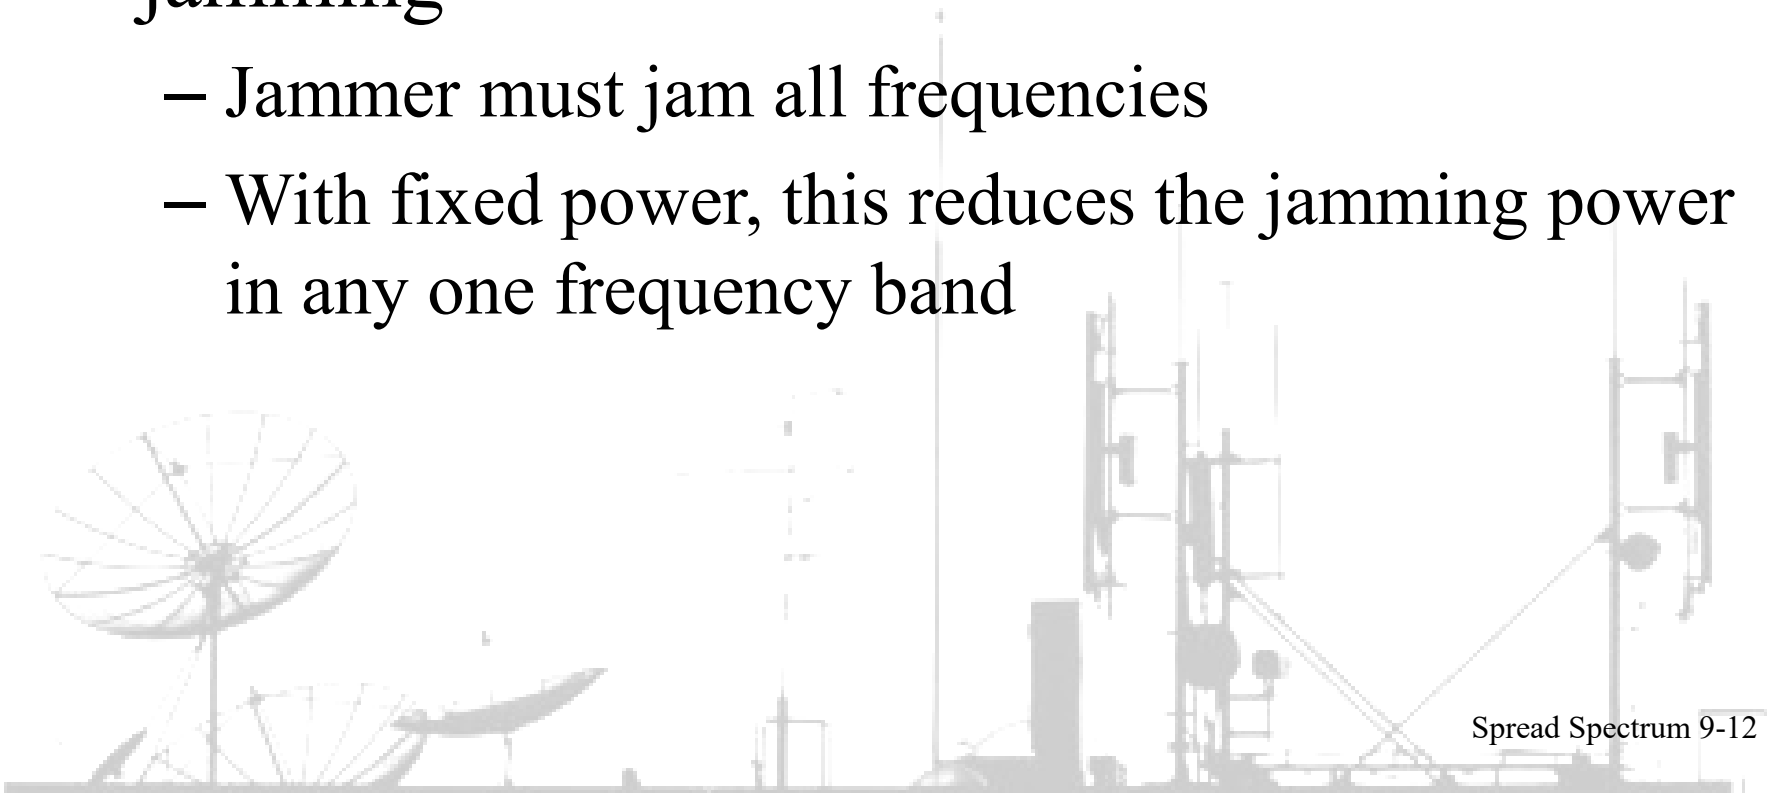 jamming
– Jammer must jam all frequencies
– With fixed power, this reduces the jamming power
in any one frequency band
Spread Spectrum 9-12